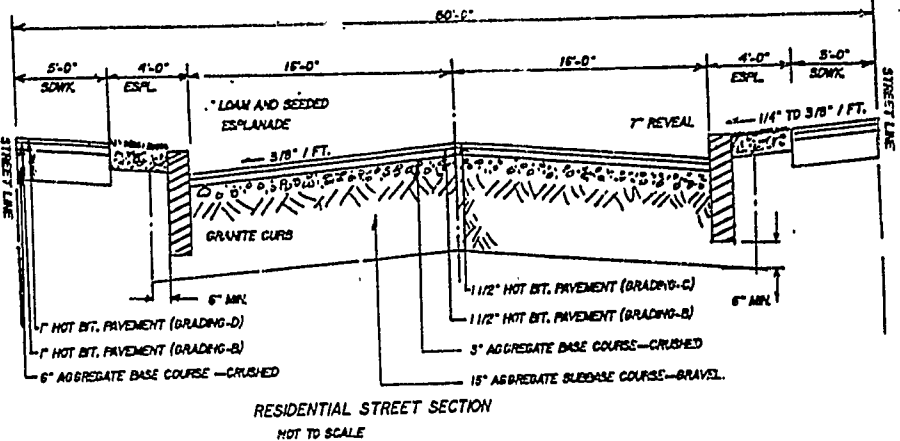 60'-0"
5'-0" 4'-0" 16'-0" 16'-0" 4'-0" 5'-0"
SDWK. ESPL. ESPL. SDWK.
" LOAM AND SEEDED
ESPLANADE
7" REVEAL
1/4" TO 3/8" / FT.
STREET LINE
STREET LINE
3/8" / FT.
GRANITE CURB
6" MIN.
6" MIN.
1 1/2" HOT BIT. PAVEMENT (GRADING-C)
1" HOT BIT. PAVEMENT (GRADING-D)
1 1/2" HOT BIT. PAVEMENT (GRADING-B)
1" HOT BIT. PAVEMENT (GRADING-B)
3" AGGREGATE BASE COURSE—CRUSHED
6" AGGREGATE BASE COURSE—CRUSHED
15" AGGREGATE SUBBASE COURSE—GRAVEL.
RESIDENTIAL STREET SECTION
NOT TO SCALE